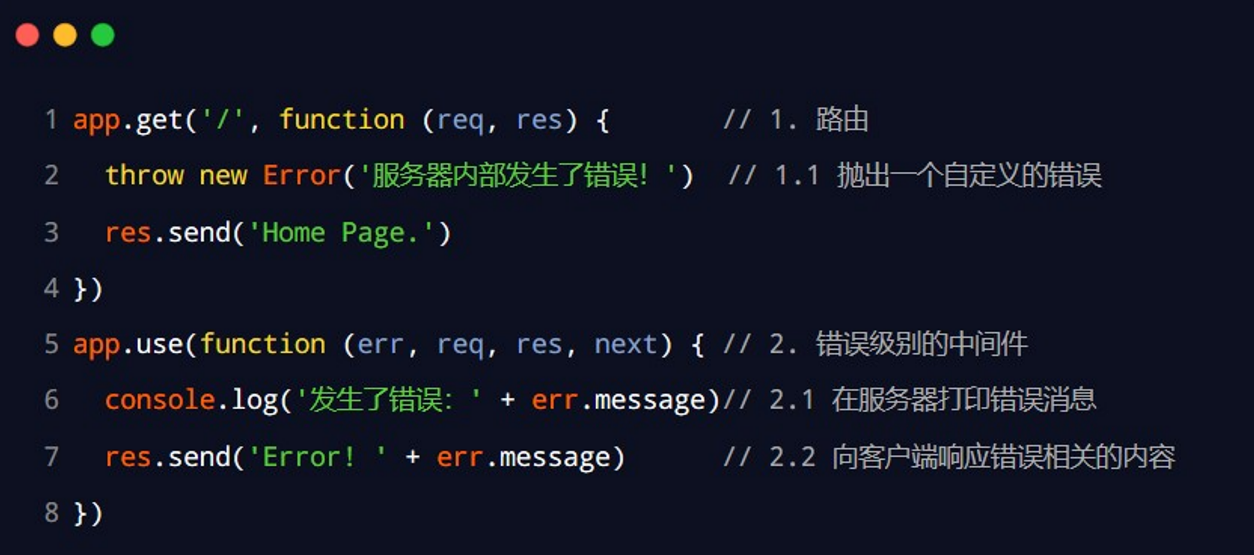 1 app.get('/', function (req, res) { // 1. 路由
2 throw new Error('服务器内部发生了错误！') // 1.1 抛出一个自定义的错误
3 res.send('Home Page.')
4 })
5 app.use(function (err, req, res, next) { // 2. 错误级别的中间件
6 console.log('发生了错误：' + err.message)// 2.1 在服务器打印错误消息
7 res.send('Error! ' + err.message) // 2.2 向客户端响应错误相关的内容
8 })